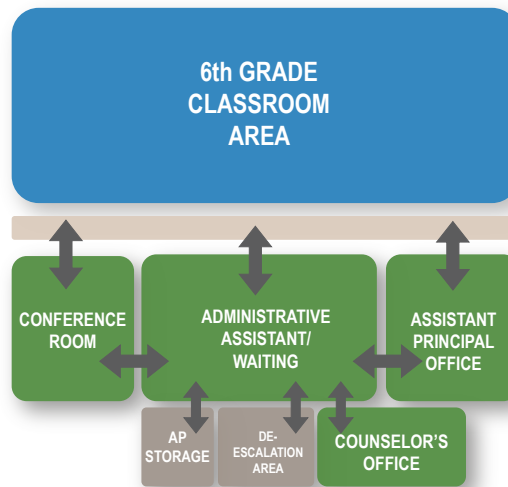 6th GRADE
CLASSROOM
AREA
CONFERENCE
ROOM
ADMINISTRATIVE
ASSISTANT/
WAITING
ASSISTANT
PRINCIPAL
OFFICE
AP
STORAGE
DE-
ESCALATION
AREA
COUNSELOR'S
OFFICE